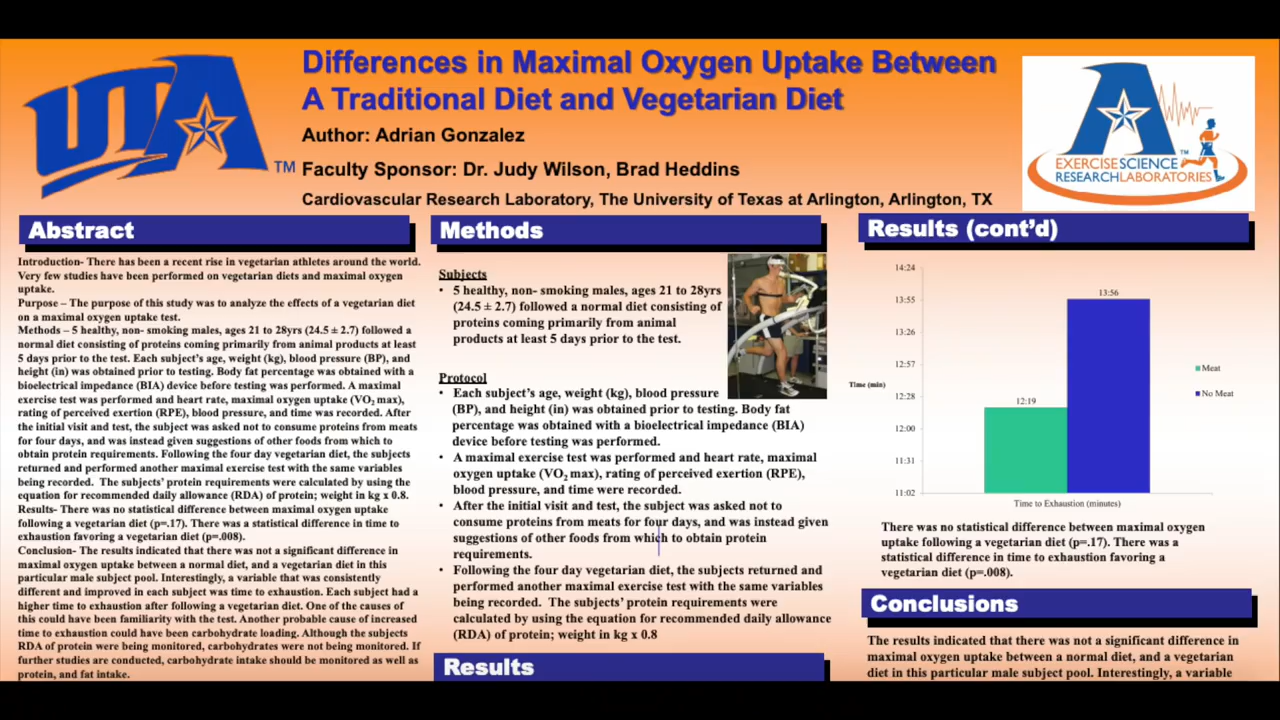 UTA
TM
Differences in Maximal Oxygen Uptake Between
A Traditional Diet and Vegetarian Diet
Author: Adrian Gonzalez
Faculty Sponsor: Dr. Judy Wilson, Brad Heddins
Cardiovascular Research Laboratory, The University of Texas at Arlington, Arlington, TX
A
TM
EXERCISE SCIENCE
RESEARCH LABORATORIES
Abstract
Introduction- There has been a recent rise in vegetarian athletes around the world.
Very few studies have been performed on vegetarian diets and maximal oxygen
uptake.
Purpose – The purpose of this study was to analyze the effects of a vegetarian diet
on a maximal oxygen uptake test.
Methods – 5 healthy, non- smoking males, ages 21 to 28yrs (24.5 ± 2.7) followed a
normal diet consisting of proteins coming primarily from animal products at least
5 days prior to the test. Each subject's age, weight (kg), blood pressure (BP), and
height (in) was obtained prior to testing. Body fat percentage was obtained with a
bioelectrical impedance (BIA) device before testing was performed. A maximal
exercise test was performed and heart rate, maximal oxygen uptake (VO2 max),
rating of perceived exertion (RPE), blood pressure, and time was recorded. After
the initial visit and test, the subject was asked not to consume proteins from meats
for four days, and was instead given suggestions of other foods from which to
obtain protein requirements. Following the four day vegetarian diet, the subjects
returned and performed another maximal exercise test with the same variables
being recorded. The subjects' protein requirements were calculated by using the
equation for recommended daily allowance (RDA) of protein; weight in kg x 0.8.
Results- There was no statistical difference between maximal oxygen uptake
following a vegetarian diet (p=.17). There was a statistical difference in time to
exhaustion favoring a vegetarian diet (p=.008).
Conclusion- The results indicated that there was not a significant difference in
maximal oxygen uptake between a normal diet, and a vegetarian diet in this
particular male subject pool. Interestingly, a variable that was consistently
different and improved in each subject was time to exhaustion. Each subject had a
higher time to exhaustion after following a vegetarian diet. One of the causes of
this could have been familiarity with the test. Another probable cause of increased
time to exhaustion could have been carbohydrate loading. Although the subjects
RDA of protein were being monitored, carbohydrates were not being monitored. If
further studies are conducted, carbohydrate intake should be monitored as well as
protein, and fat intake.
Methods
Subjects
• 5 healthy, non- smoking males, ages 21 to 28yrs
(24.5 ± 2.7) followed a normal diet consisting of
proteins coming primarily from animal
products at least 5 days prior to the test.
Protocol
• Each subject's age, weight (kg), blood pressure
(BP), and height (in) was obtained prior to testing. Body fat
percentage was obtained with a bioelectrical impedance (BIA)
device before testing was performed.
• A maximal exercise test was performed and heart rate, maximal
oxygen uptake (VO2 max), rating of perceived exertion (RPE),
blood pressure, and time were recorded.
• After the initial visit and test, the subject was asked not to
consume proteins from meats for four days, and was instead given
suggestions of other foods from which to obtain protein
requirements.
• Following the four day vegetarian diet, the subjects returned and
performed another maximal exercise test with the same variables
being recorded. The subjects' protein requirements were
calculated by using the equation for recommended daily allowance
(RDA) of protein; weight in kg x 0.8
Results
Results (cont'd)
14:24
13:55
13:26
12:57
12:28
12:00
11:31
11:02
Time (min)
12:19
13:56
Meat
No Meat
Time to Exhaustion (minutes)
There was no statistical difference between maximal oxygen
uptake following a vegetarian diet (p=.17). There was a
statistical difference in time to exhaustion favoring a
vegetarian diet (p=.008).
Conclusions
The results indicated that there was not a significant difference in
maximal oxygen uptake between a normal diet, and a vegetarian
diet in this particular male subject pool. Interestingly, a variable